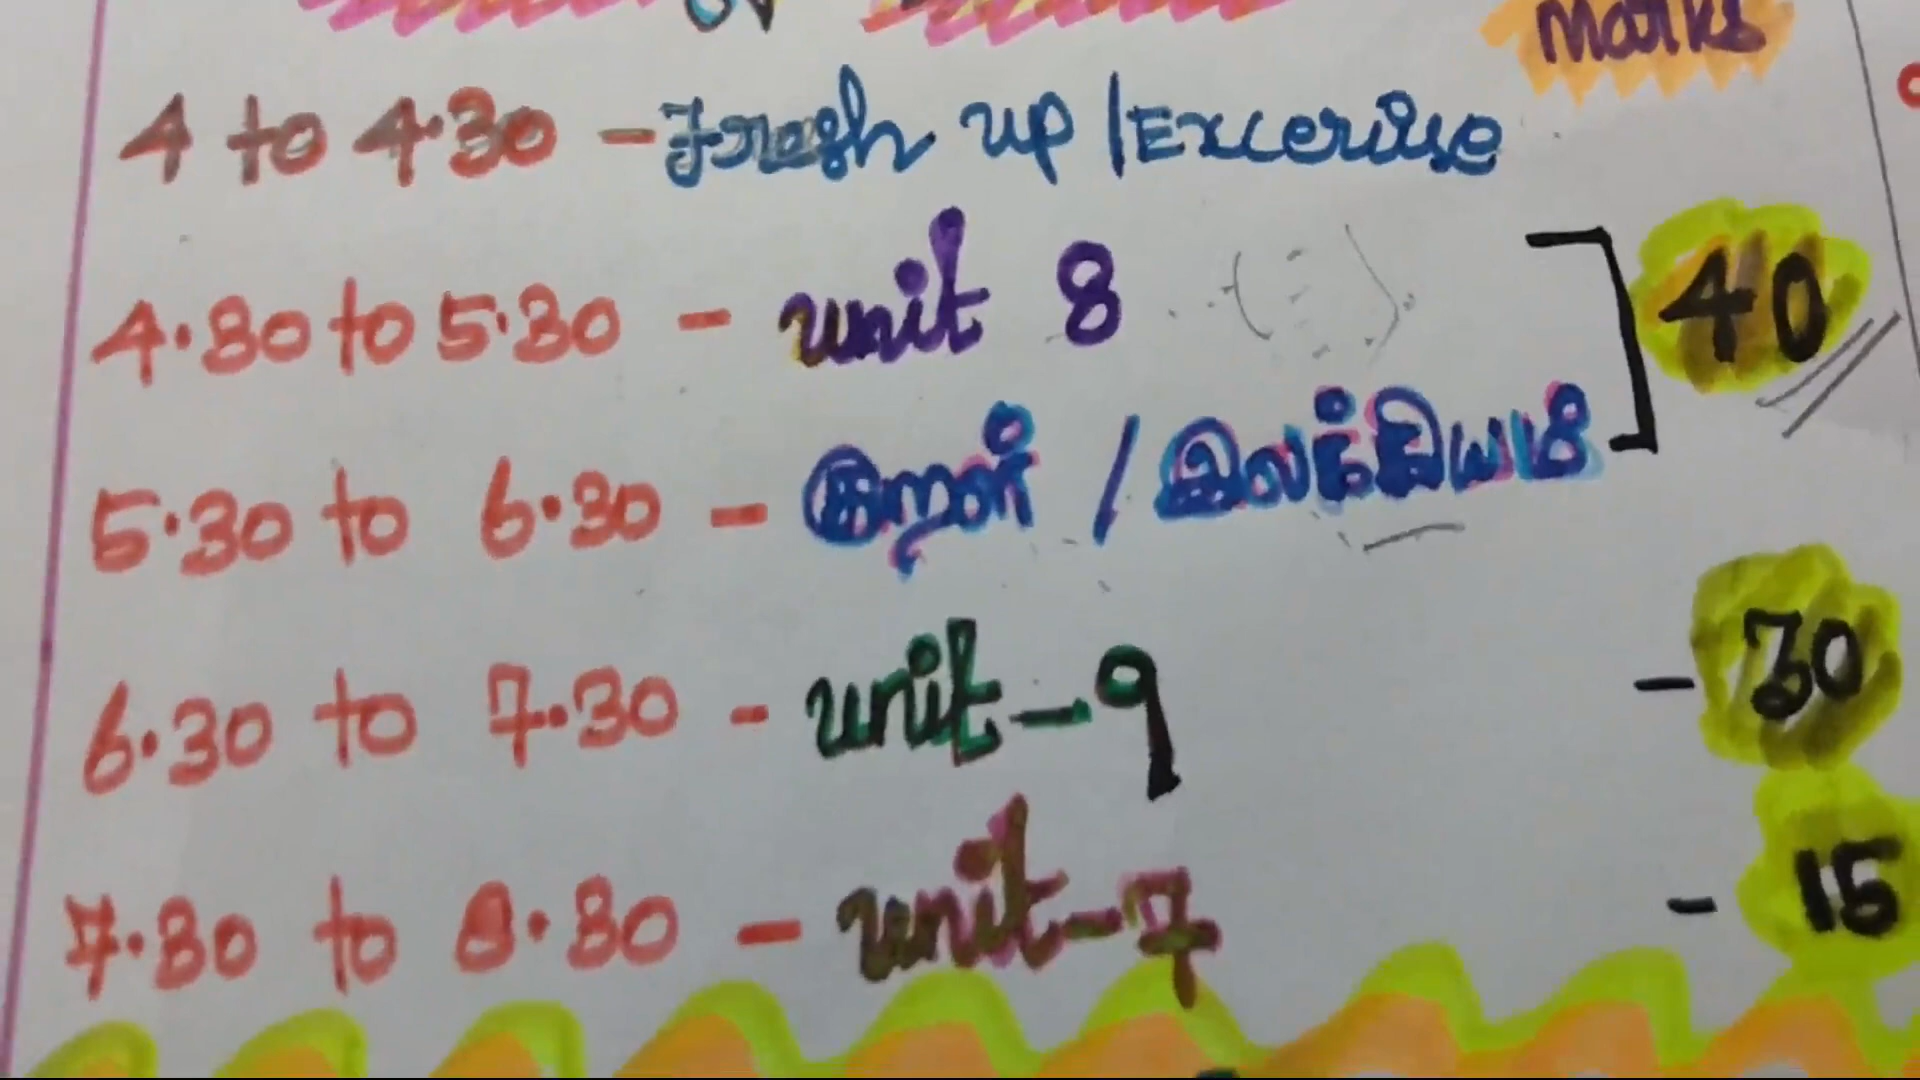 Marks
4 to 4.30 - Fresh up / Excerise
4.30 to 5.30 - unit 8
40
5.30 to 6.30 - குறள் / இலக்கியம்
6.30 to 7.30 - unit - 9 - 30
7.30 to 8.30 - unit - 7 - 15